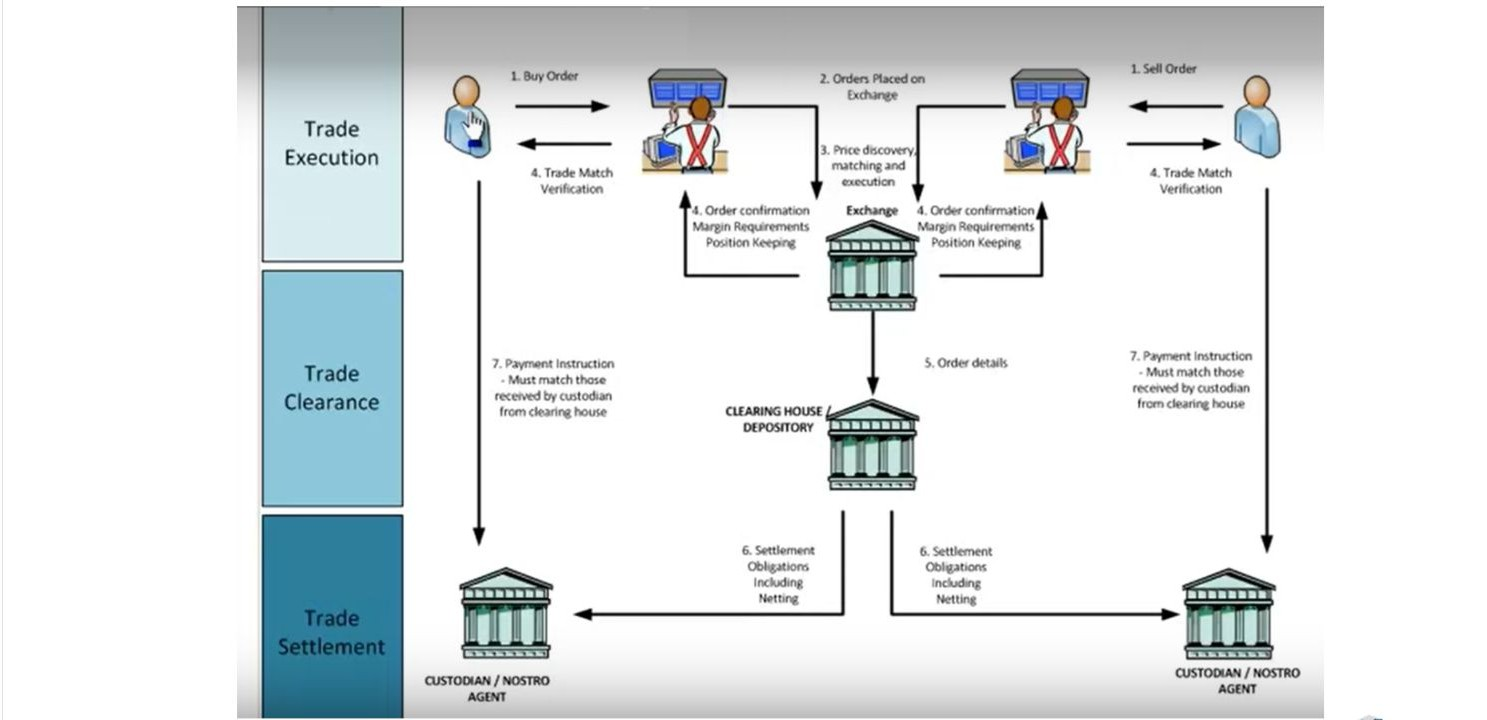 Trade
Execution
1. Buy Order
4. Trade Match
Verification
2. Orders Placed on
Exchange
3. Price discovery,
matching and
execution
1. Sell Order
4. Trade Match
Verification
4. Order confirmation
Margin Requirements
Position Keeping
Exchange
4. Order confirmation
Margin Requirements
Position Keeping
Trade
Clearance
7. Payment Instruction
- Must match those
received by custodian
from clearing house
5. Order details
CLEARING HOUSE /
DEPOSITORY
7. Payment Instruction
- Must match those
received by custodian
from clearing house
Trade
Settlement
6. Settlement
Obligations
Including
Netting
6. Settlement
Obligations
Including
Netting
CUSTODIAN / NOSTRO
AGENT
CUSTODIAN / NOSTRO
AGENT